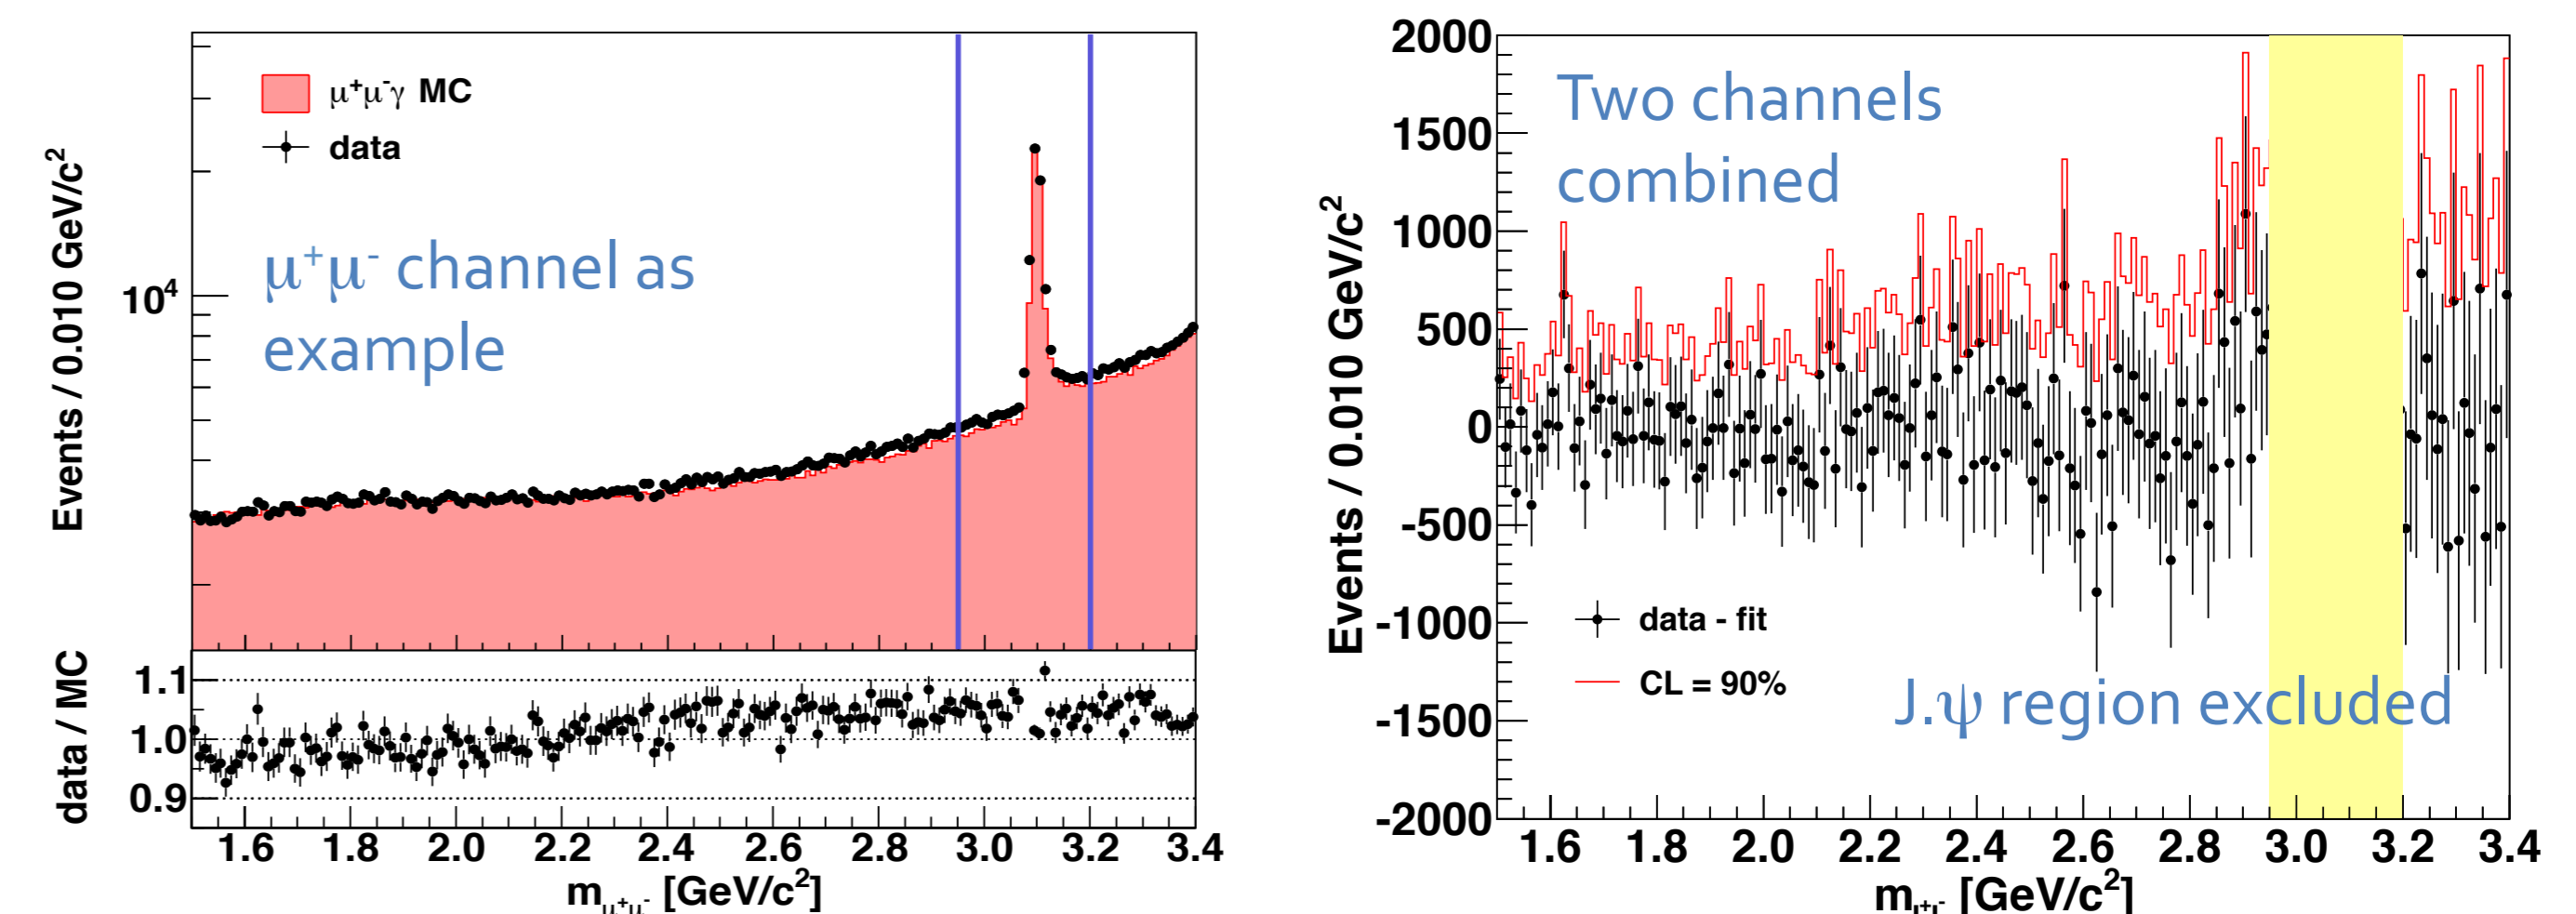 μ⁺μ⁻γ MC
data
μ⁺μ⁻ channel as
example
Events / 0.010 GeV/c²
10⁴
data / MC
1.1
1.0
0.9
1.6 1.8 2.0 2.2 2.4 2.6 2.8 3.0 3.2 3.4
m_μ⁺μ⁻ [GeV/c²]
Two channels
combined
Events / 0.010 GeV/c²
2000
1500
1000
500
0
-500
-1000
-1500
-2000
data - fit
CL = 90%
J.ψ region excluded
1.6 1.8 2.0 2.2 2.4 2.6 2.8 3.0 3.2 3.4
m_l⁺l⁻ [GeV/c²]